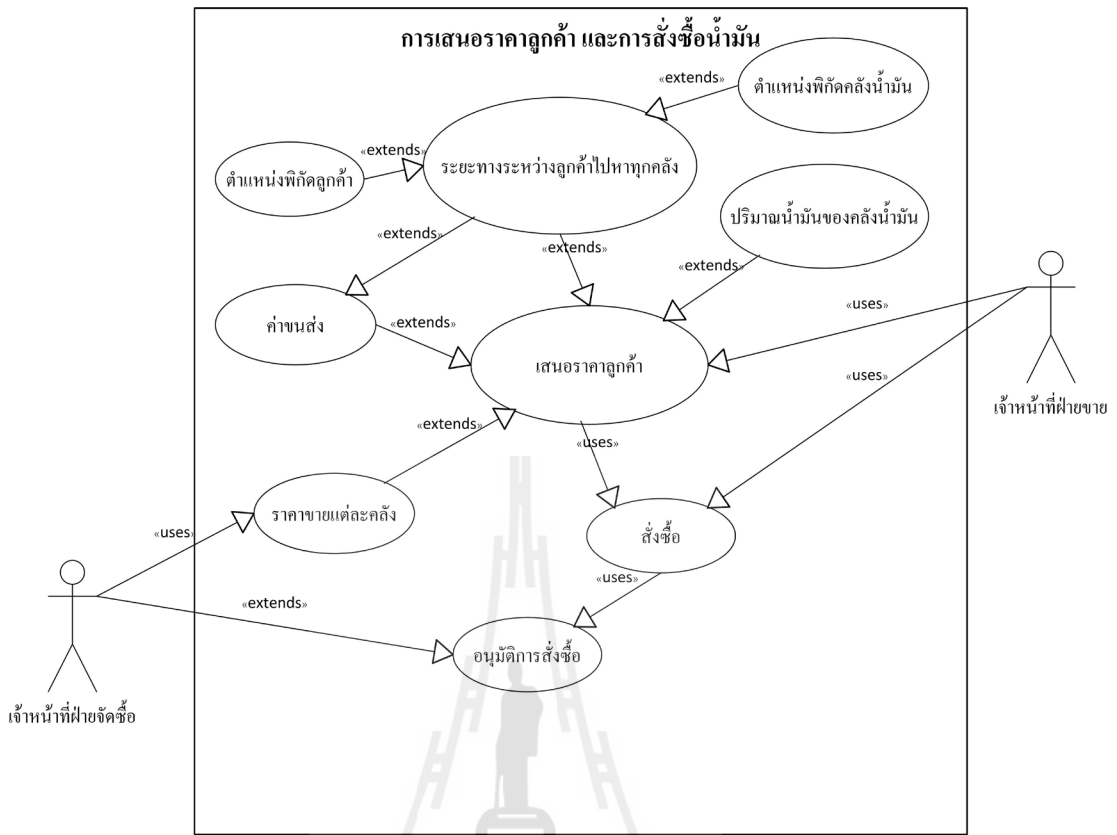 การเสนอราคาลูกค้า และการสั่งซื้อน้ำมัน
«extends»
ตำแหน่งพิกัดคลังน้ำมัน
«extends»
ระยะทางระหว่างลูกค้าไปหาทุกคลัง
ตำแหน่งพิกัดลูกค้า
ปริมาณน้ำมันของคลังน้ำมัน
«extends»
«extends»
«extends»
«uses»
ค่าขนส่ง
«extends»
เสนอราคาลูกค้า
«uses»
เจ้าหน้าที่ฝ่ายขาย
«extends»
«uses»
ราคาขายแต่ละคลัง
«uses»
สั่งซื้อ
«uses»
«extends»
อนุมัติการสั่งซื้อ
เจ้าหน้าที่ฝ่ายจัดซื้อ